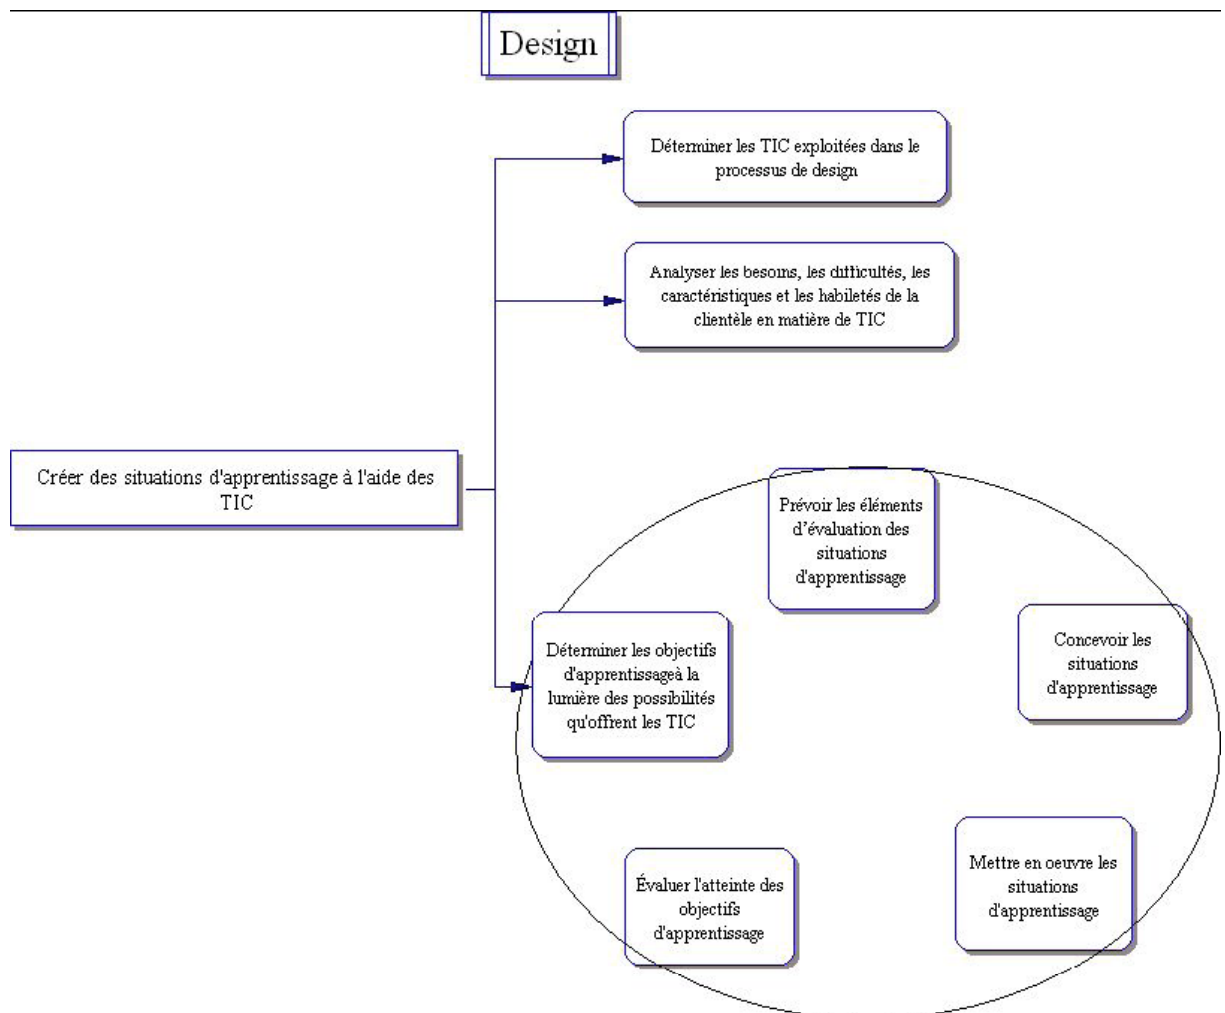 Design
Déterminer les TIC exploitées dans le
processus de design
Analyser les besoins, les difficultés, les
caractéristiques et les habiletés de la
clientèle en matière de TIC
Créer des situations d'apprentissage à l'aide des
TIC
Prévoir les éléments
d’évaluation des
situations
d'apprentissage
Déterminer les objectifs
d'apprentissageà la
lumière des possibilités
qu'offrent les TIC
Concevoir les
situations
d'apprentissage
Mettre en oeuvre les
situations
d'apprentissage
Évaluer l'atteinte des
objectifs
d'apprentissage